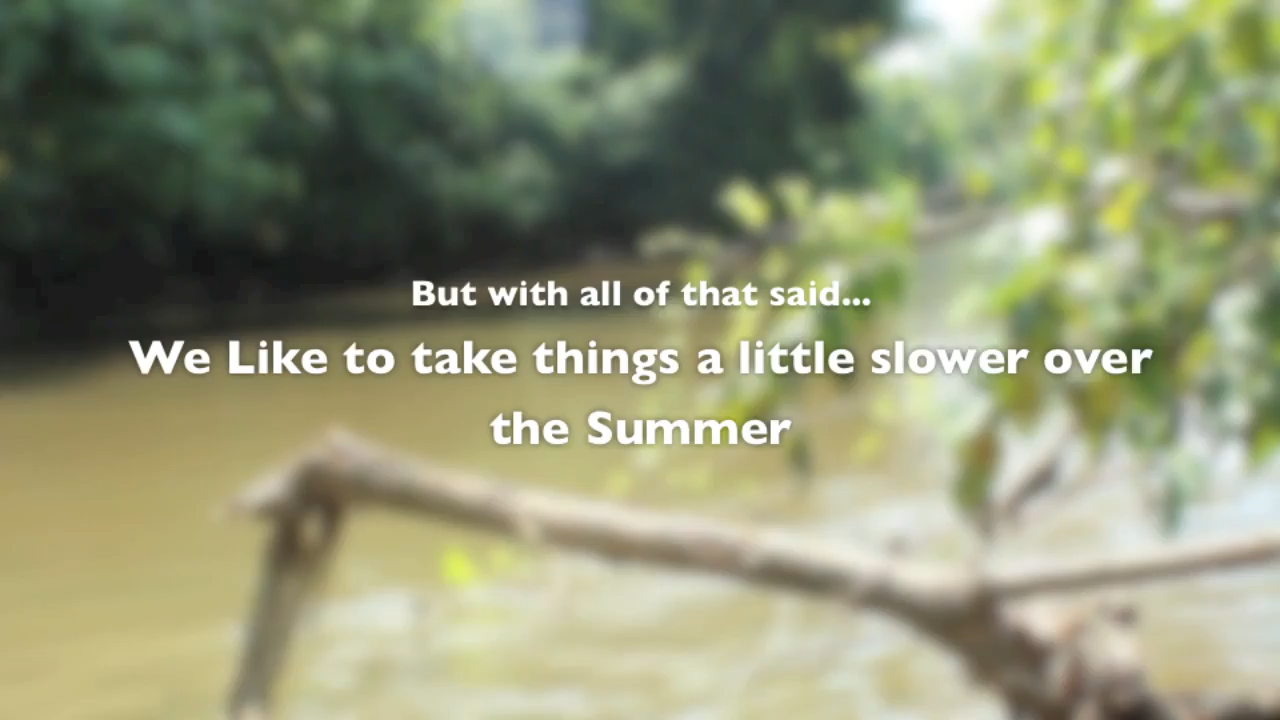 But with all of that said...
We Like to take things a little slower over
the Summer